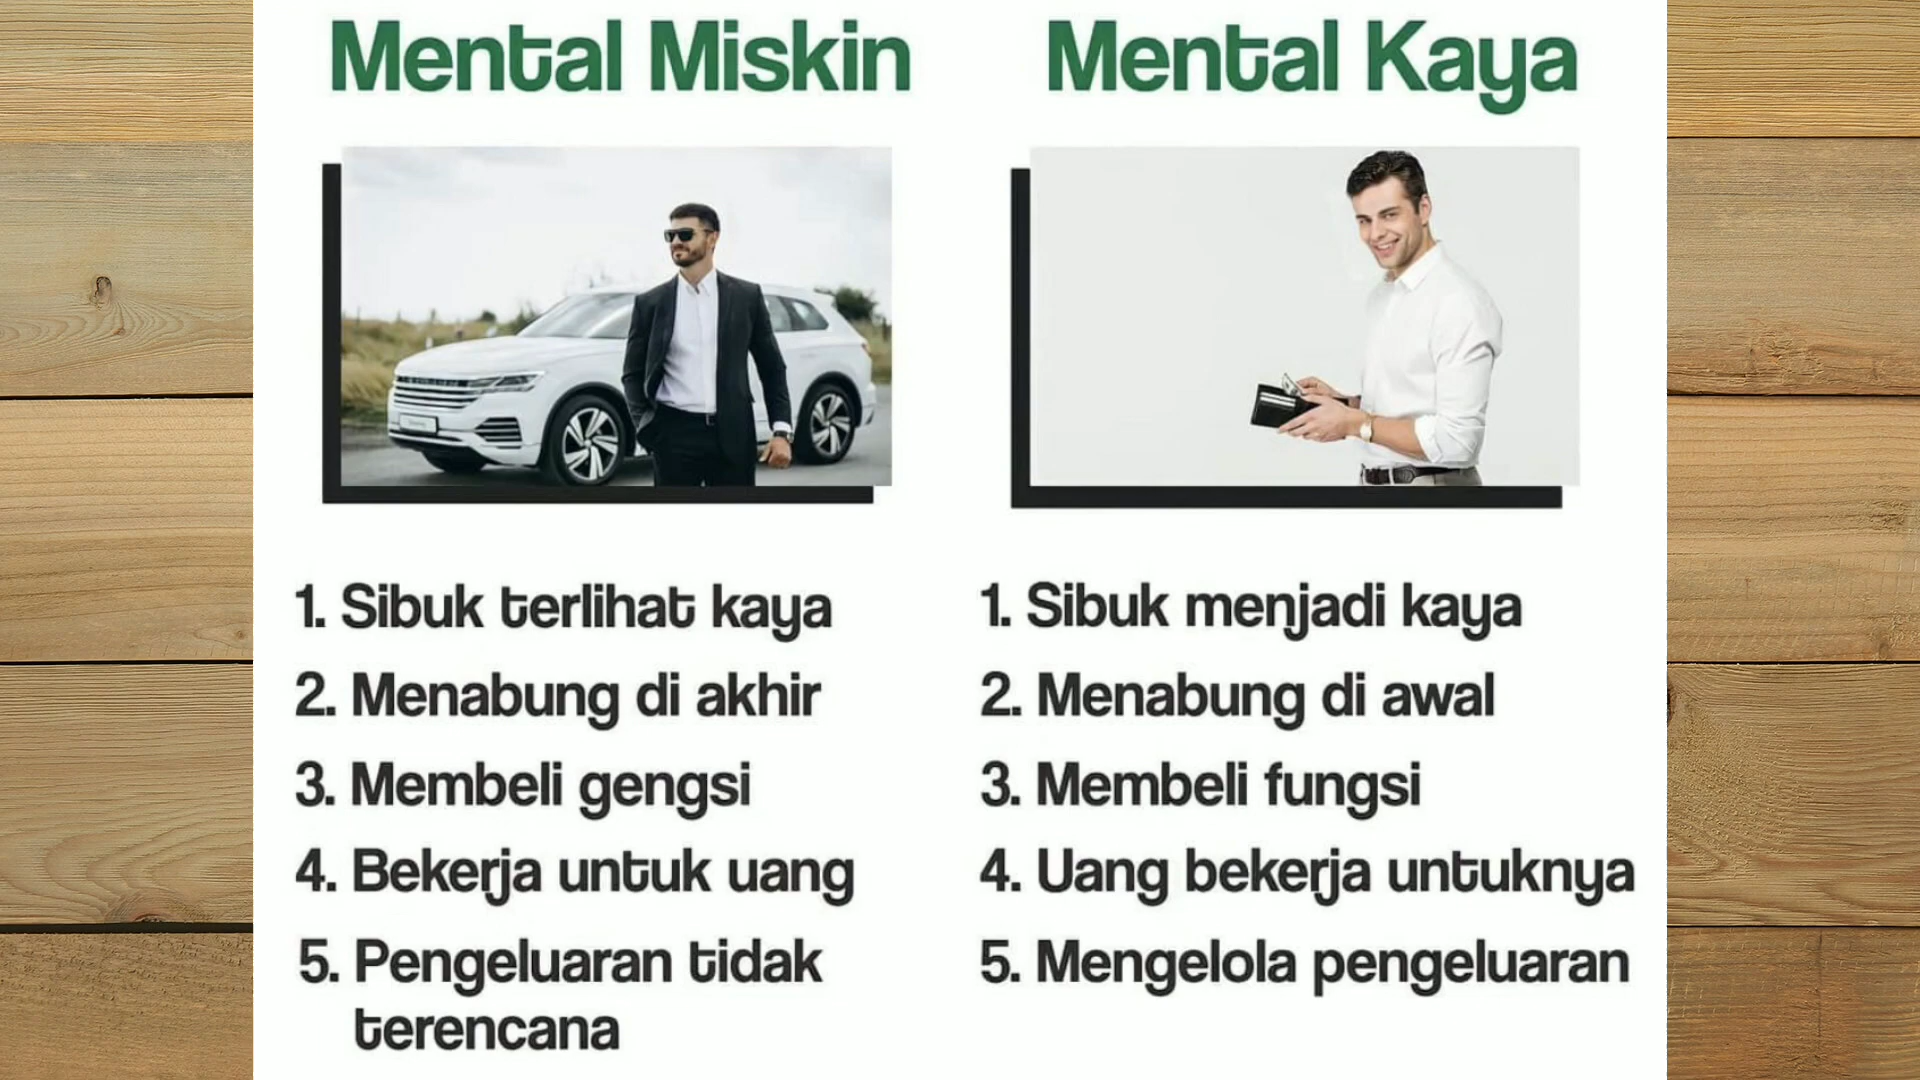 Mental Miskin
Mental Kaya
1. Sibuk terlihat kaya
2. Menabung di akhir
3. Membeli gengsi
4. Bekerja untuk uang
5. Pengeluaran tidak
terencana
1. Sibuk menjadi kaya
2. Menabung di awal
3. Membeli fungsi
4. Uang bekerja untuknya
5. Mengelola pengeluaran